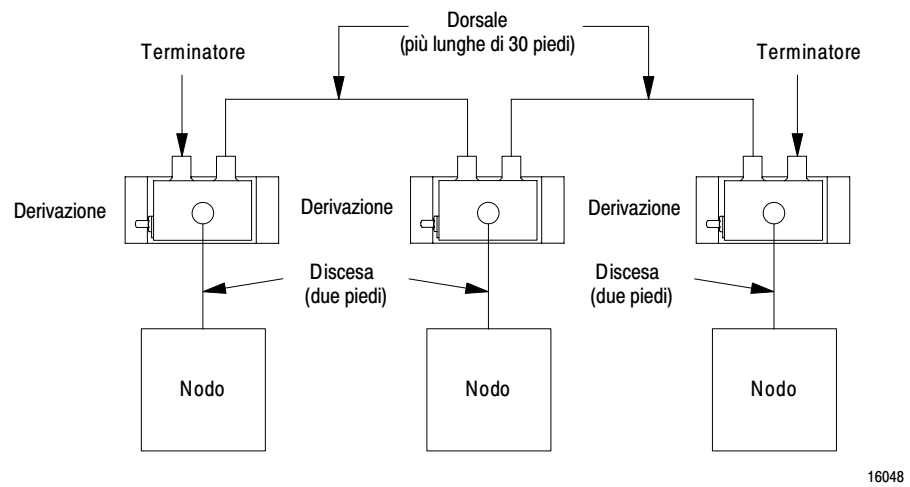 Dorsale
(più lunghe di 30 piedi)
Terminatore
Terminatore
Derivazione
Derivazione
Derivazione
Discesa
(due piedi)
Discesa
(due piedi)
Nodo
Nodo
Nodo
16048